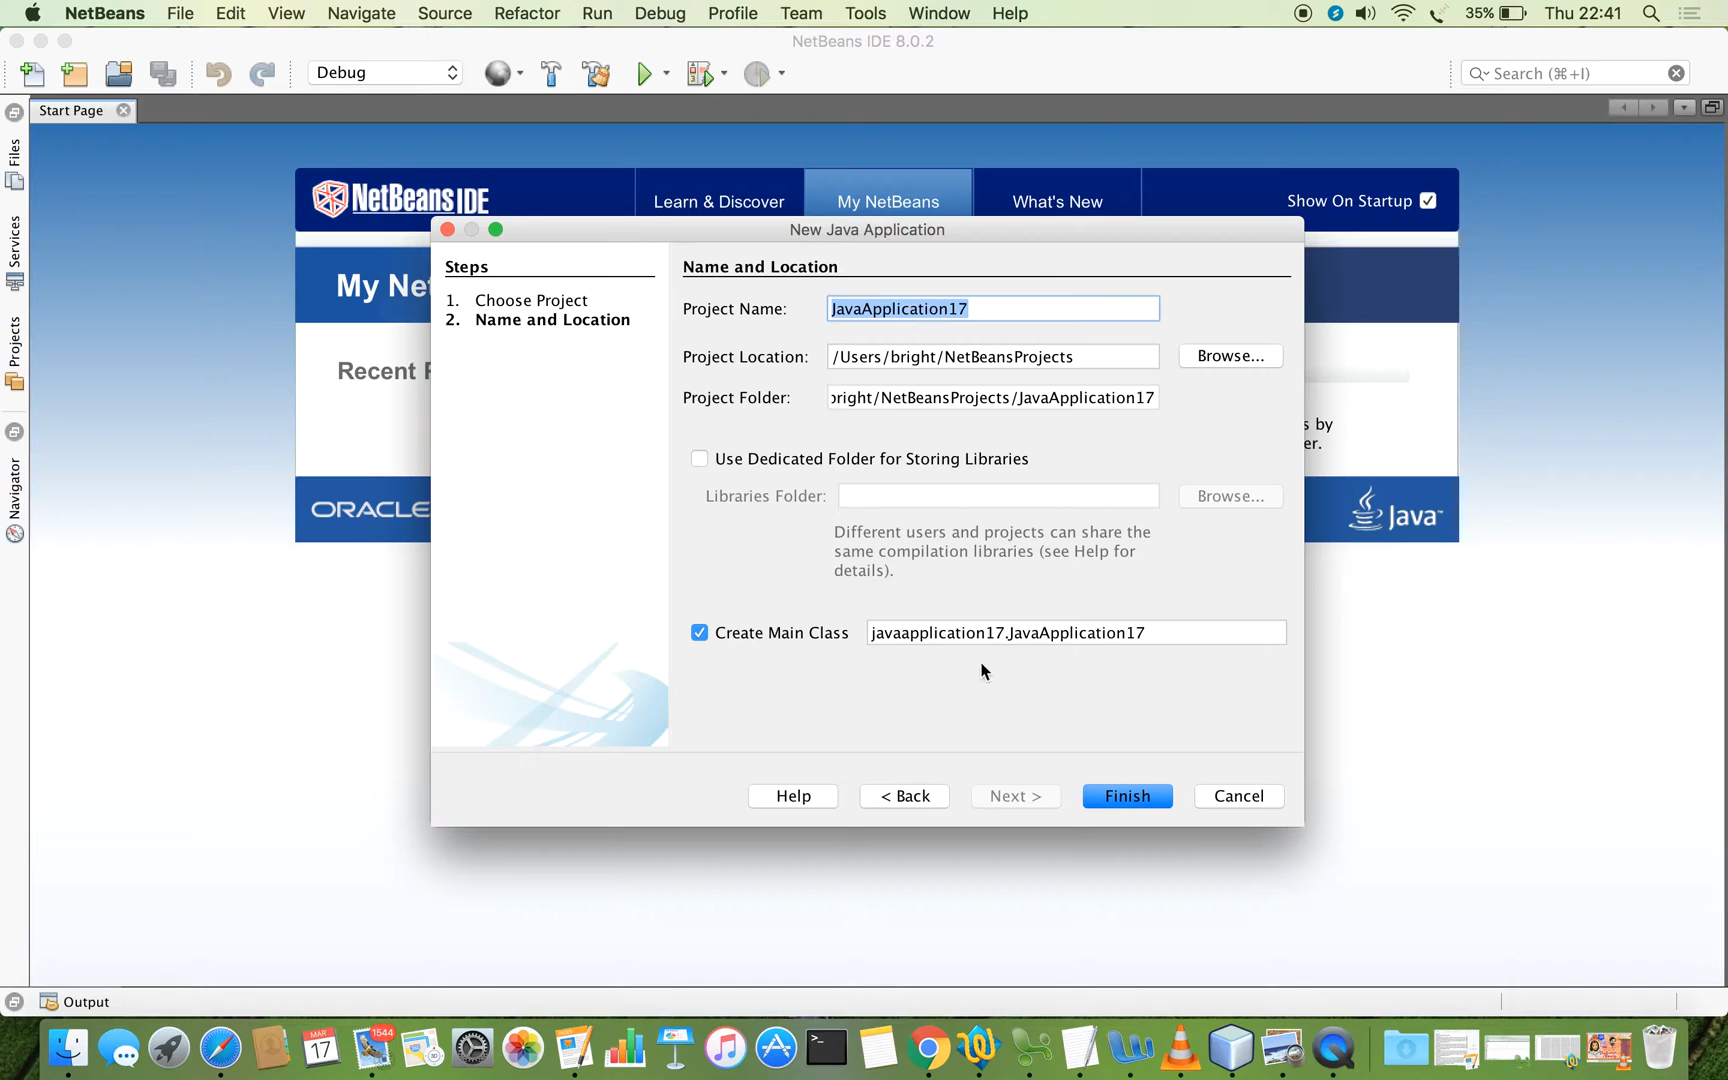 NetBeans File Edit View Navigate Source Refactor Run Debug Profile Team Tools Window Help 35% Thu 22:41
NetBeans IDE 8.0.2
Debug
Search (⌘+I)
Start Page
Files
Services
Projects
Navigator
NetBeans IDE
Learn & Discover
My NetBeans
What's New
Show On Startup
My Ne
Recent
s by
er.
ORACLE
Java
New Java Application
Steps
1. Choose Project
2. Name and Location
Name and Location
Project Name: JavaApplication17
Project Location: /Users/bright/NetBeansProjects Browse...
Project Folder: bright/NetBeansProjects/JavaApplication17
Use Dedicated Folder for Storing Libraries
Libraries Folder: Browse...
Different users and projects can share the
same compilation libraries (see Help for
details).
Create Main Class javaapplication17.JavaApplication17
Help < Back Next > Finish Cancel
Output
MAR
17
1544